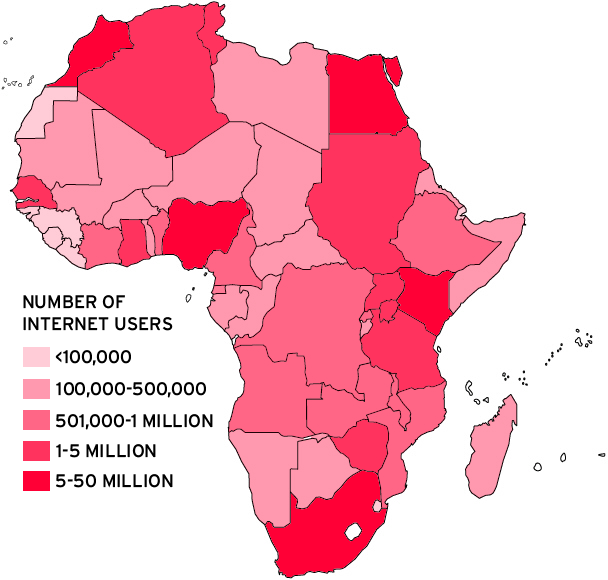 NUMBER OF
INTERNET USERS
<100,000
100,000-500,000
501,000-1 MILLION
1-5 MILLION
5-50 MILLION